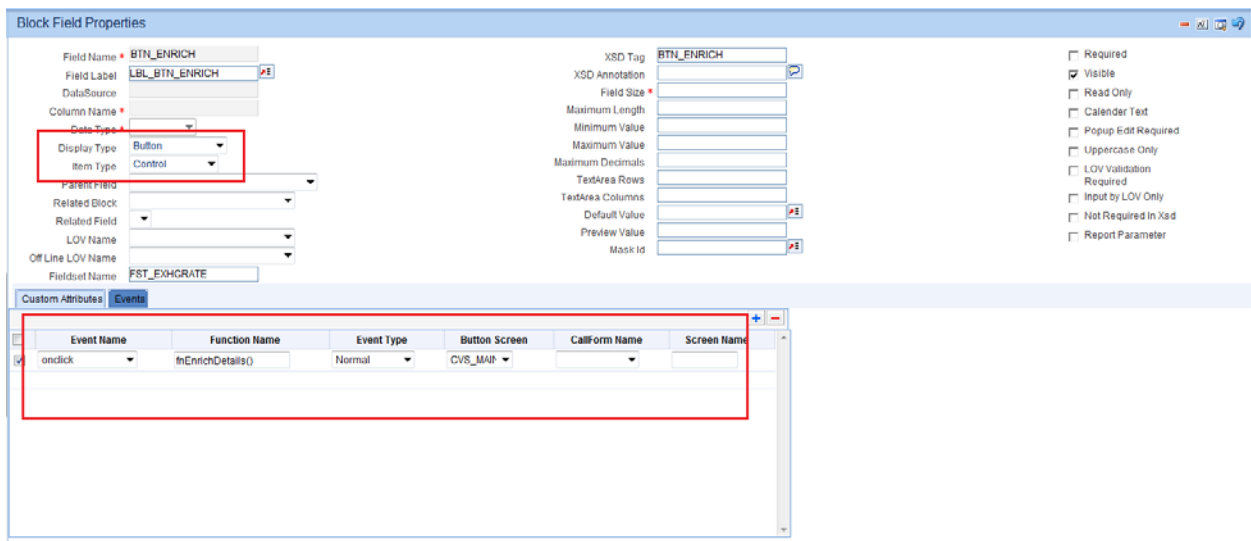 Block Field Properties
Field Name * BTN_ENRICH
Field Label LBL_BTN_ENRICH
DataSource
Column Name *
Data Type *
Display Type Button
Item Type Control
Parent Field
Related Block
Related Field
LOV Name
Off Line LOV Name
Fieldset Name FST_EXHGRATE
XSD Tag BTN_ENRICH
XSD Annotation
Field Size *
Maximum Length
Minimum Value
Maximum Value
Maximum Decimals
TextArea Rows
TextArea Columns
Default Value
Preview Value
Mask Id
Required
Visible
Read Only
Calender Text
Popup Edit Required
Uppercase Only
LOV Validation
Required
Input by LOV Only
Not Required In Xsd
Report Parameter
Custom Attributes Events
Event Name Function Name Event Type Button Screen CallForm Name Screen Name
onclick fnEnrichDetails() Normal CVS_MAIN